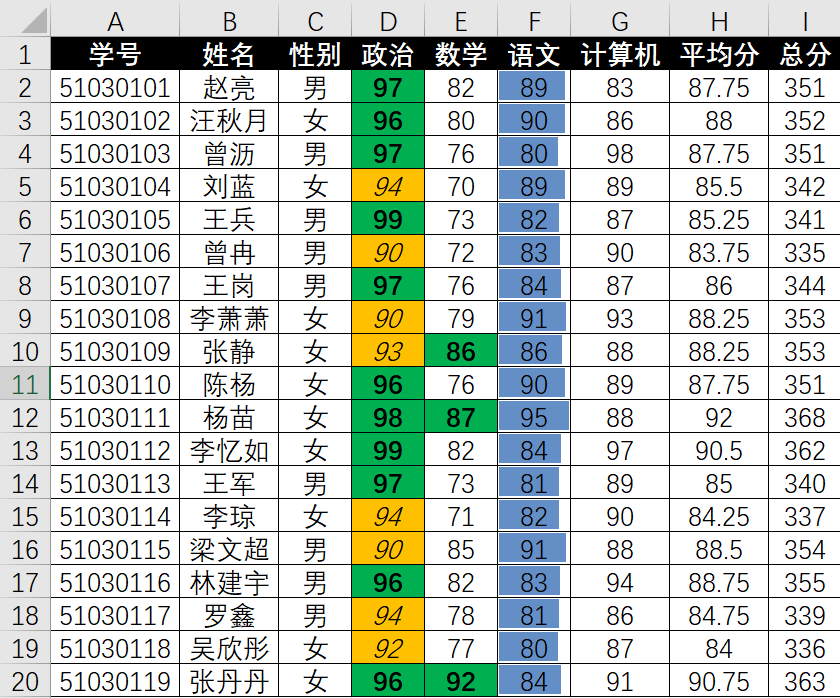 A B C D E F G H I
1 学号 姓名 性别 政治 数学 语文 计算机 平均分 总分
2 51030101 赵亮 男 97 82 89 83 87.75 351
3 51030102 汪秋月 女 96 80 90 86 88 352
4 51030103 曾沥 男 97 76 80 98 87.75 351
5 51030104 刘蓝 女 94 70 89 89 85.5 342
6 51030105 王兵 男 99 73 82 87 85.25 341
7 51030106 曾冉 男 90 72 83 90 83.75 335
8 51030107 王岗 男 97 76 84 87 86 344
9 51030108 李萧萧 女 90 79 91 93 88.25 353
10 51030109 张静 女 93 86 86 88 88.25 353
11 51030110 陈杨 女 96 76 90 89 87.75 351
12 51030111 杨苗 女 98 87 95 88 92 368
13 51030112 李忆如 女 99 82 84 97 90.5 362
14 51030113 王军 男 97 73 81 89 85 340
15 51030114 李琼 女 94 71 82 90 84.25 337
16 51030115 梁文超 男 90 85 91 88 88.5 354
17 51030116 林建宇 男 96 82 83 94 88.75 355
18 51030117 罗鑫 男 94 78 81 86 84.75 339
19 51030118 吴欣彤 女 92 77 80 87 84 336
20 51030119 张丹丹 女 96 92 84 91 90.75 363